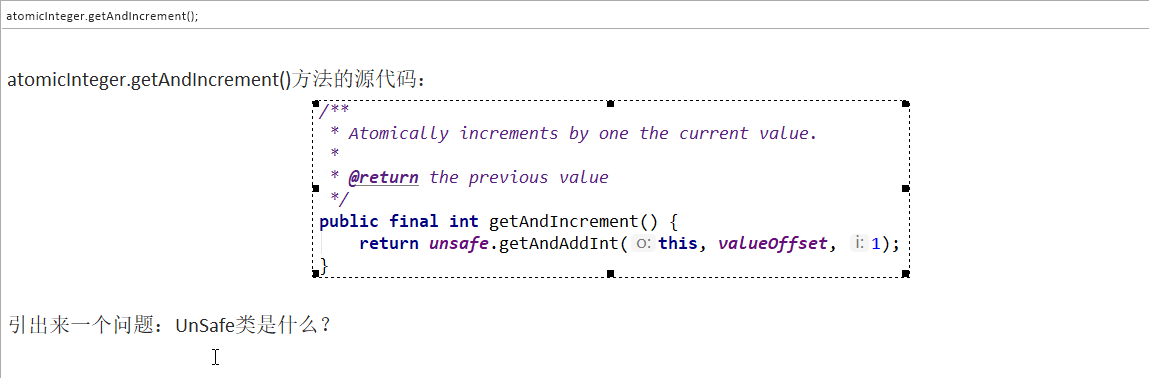 atomicInteger.getAndIncrement();
atomicInteger.getAndIncrement()方法的源代码：
/**
 * Atomically increments by one the current value.
 *
 * @return the previous value
 */
public final int getAndIncrement() {
    return unsafe.getAndAddInt( o: this, valueOffset, i: 1);
}
引出来一个问题：UnSafe类是什么？